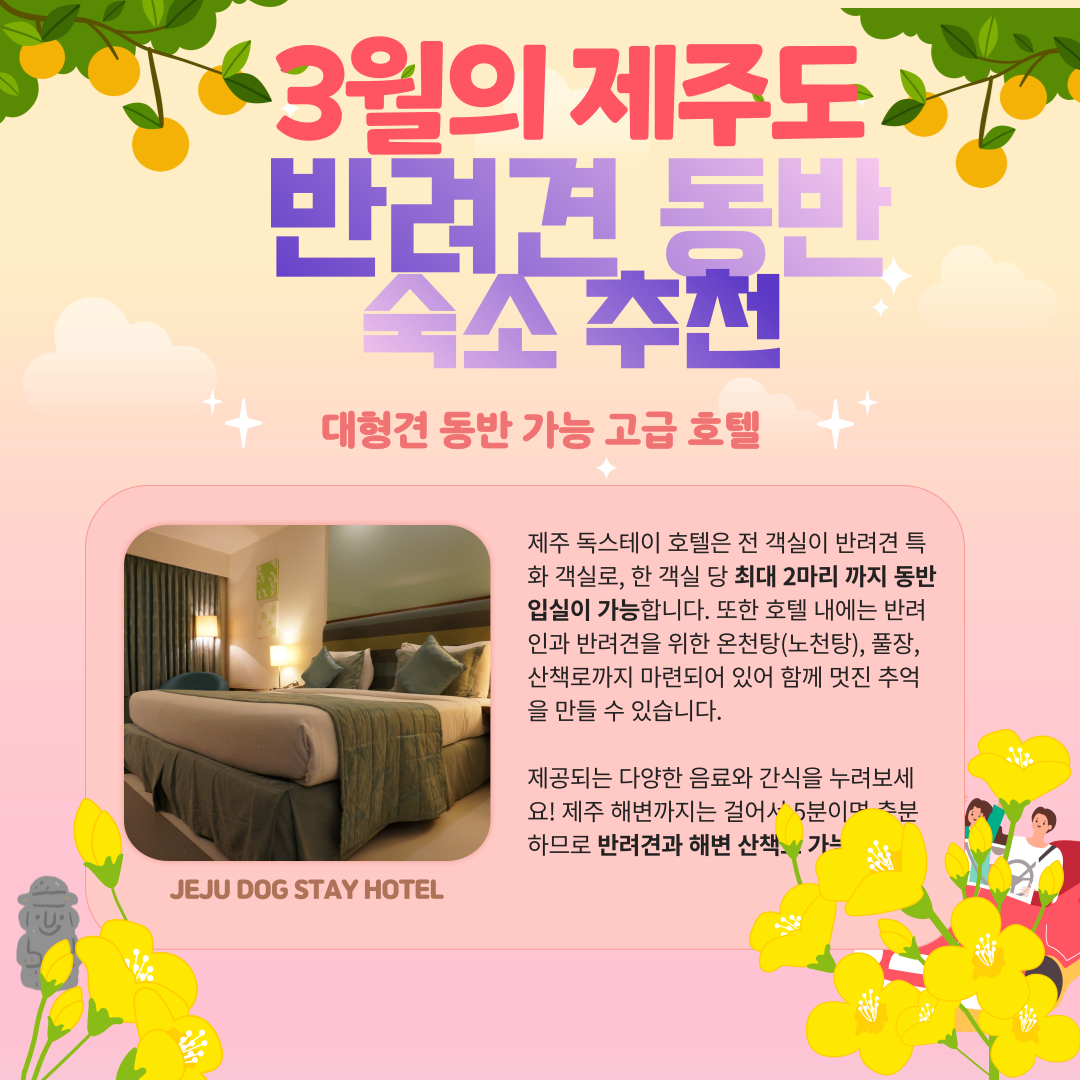 3월의 제주도
반려견 동반
숙소 추천
대형견 동반 가능 고급 호텔
제주 독스테이 호텔은 전 객실이 반려견 특
화 객실로, 한 객실 당 최대 2마리 까지 동반
입실이 가능합니다. 또한 호텔 내에는 반려
인과 반려견을 위한 온천탕(노천탕), 풀장,
산책로까지 마련되어 있어 함께 멋진 추억
을 만들 수 있습니다.
제공되는 다양한 음료와 간식을 누려보세
요! 제주 해변까지는 걸어서 5분이면 충분
하므로 반려견과 해변 산책도
JEJU DOG STAY HOTEL